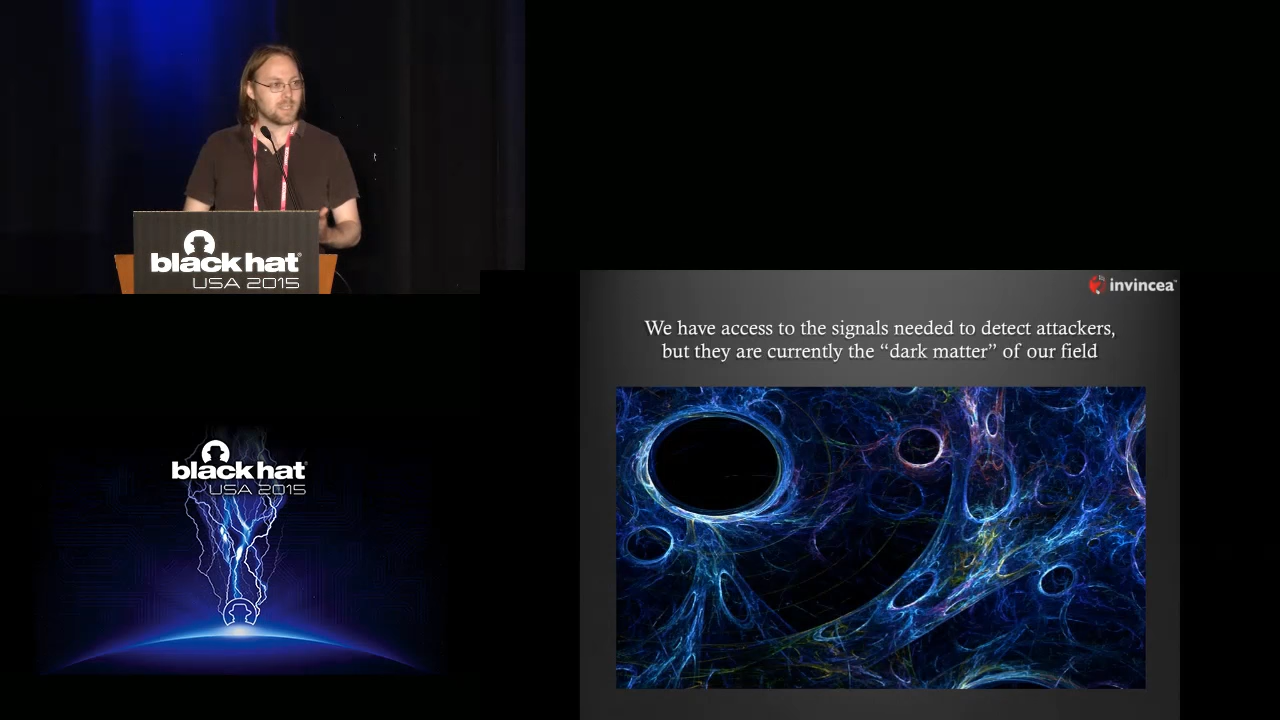 black hat®
USA 2015
invincea™
We have access to the signals needed to detect attackers,
but they are currently the “dark matter” of our field
black hat®
USA 2015